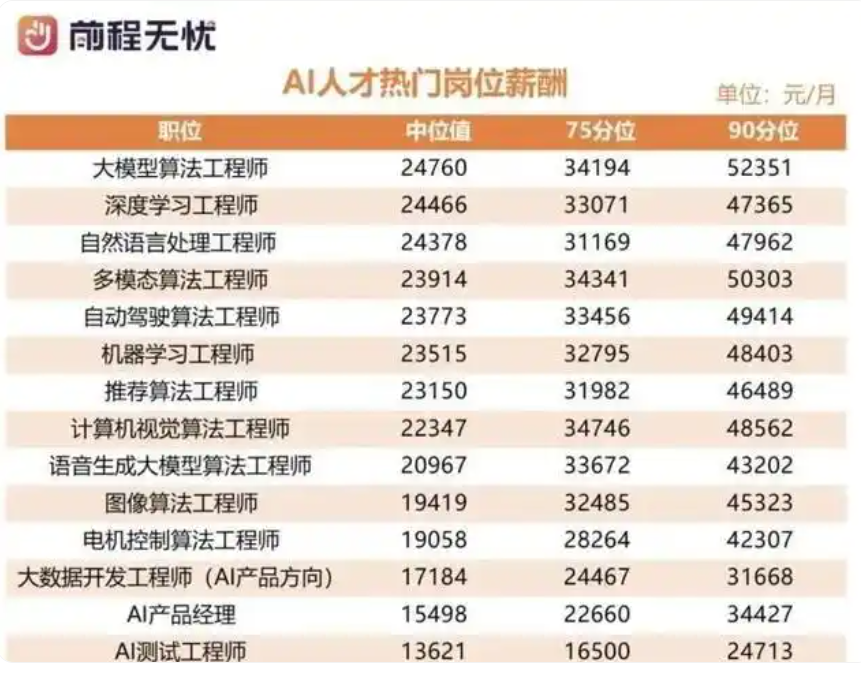 前程无忧
AI人才热门岗位薪酬
单位：元/月
职位 中位值 75分位 90分位
大模型算法工程师 24760 34194 52351
深度学习工程师 24466 33071 47365
自然语言处理工程师 24378 31169 47962
多模态算法工程师 23914 34341 50303
自动驾驶算法工程师 23773 33456 49414
机器学习工程师 23515 32795 48403
推荐算法工程师 23150 31982 46489
计算机视觉算法工程师 22347 34746 48562
语音生成大模型算法工程师 20967 33672 43202
图像算法工程师 19419 32485 45323
电机控制算法工程师 19058 28264 42307
大数据开发工程师（AI产品方向） 17184 24467 31668
AI产品经理 15498 22660 34427
AI测试工程师 13621 16500 24713